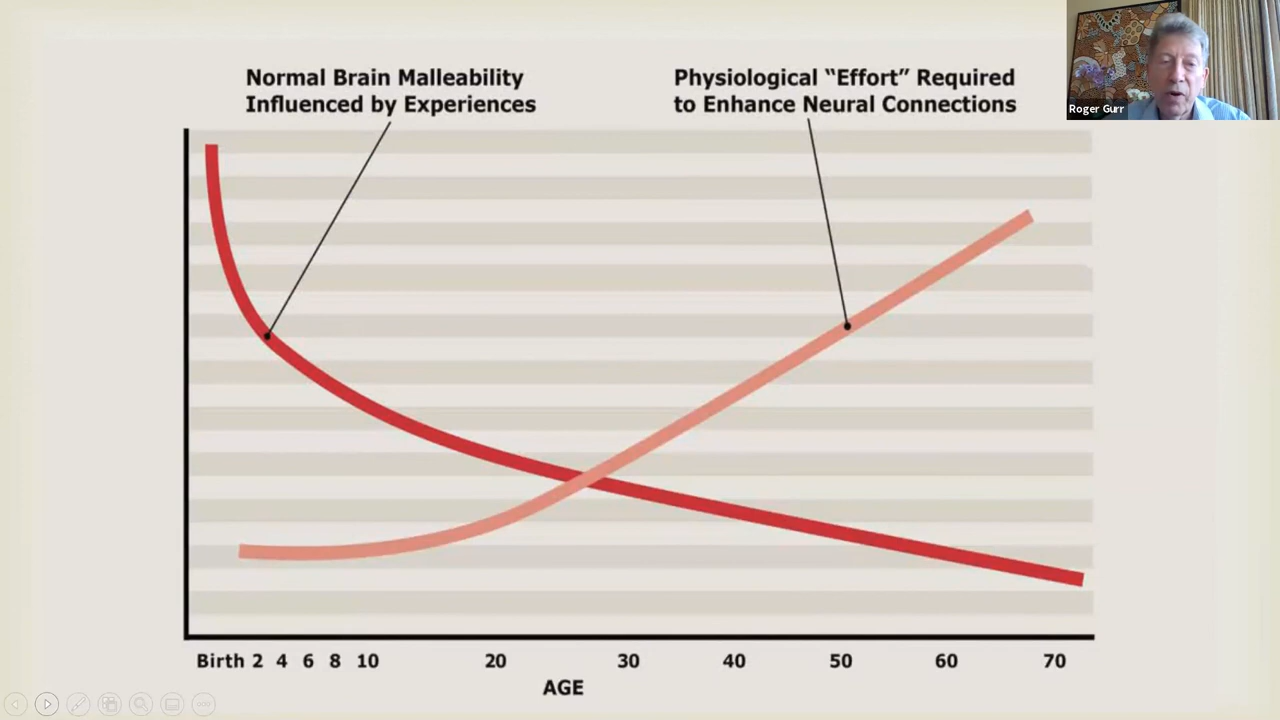 Normal Brain Malleability
Influenced by Experiences
Physiological “Effort” Required
to Enhance Neural Connections
Roger Gurr
Birth 2 4 6 8 10 20 30 40 50 60 70
AGE